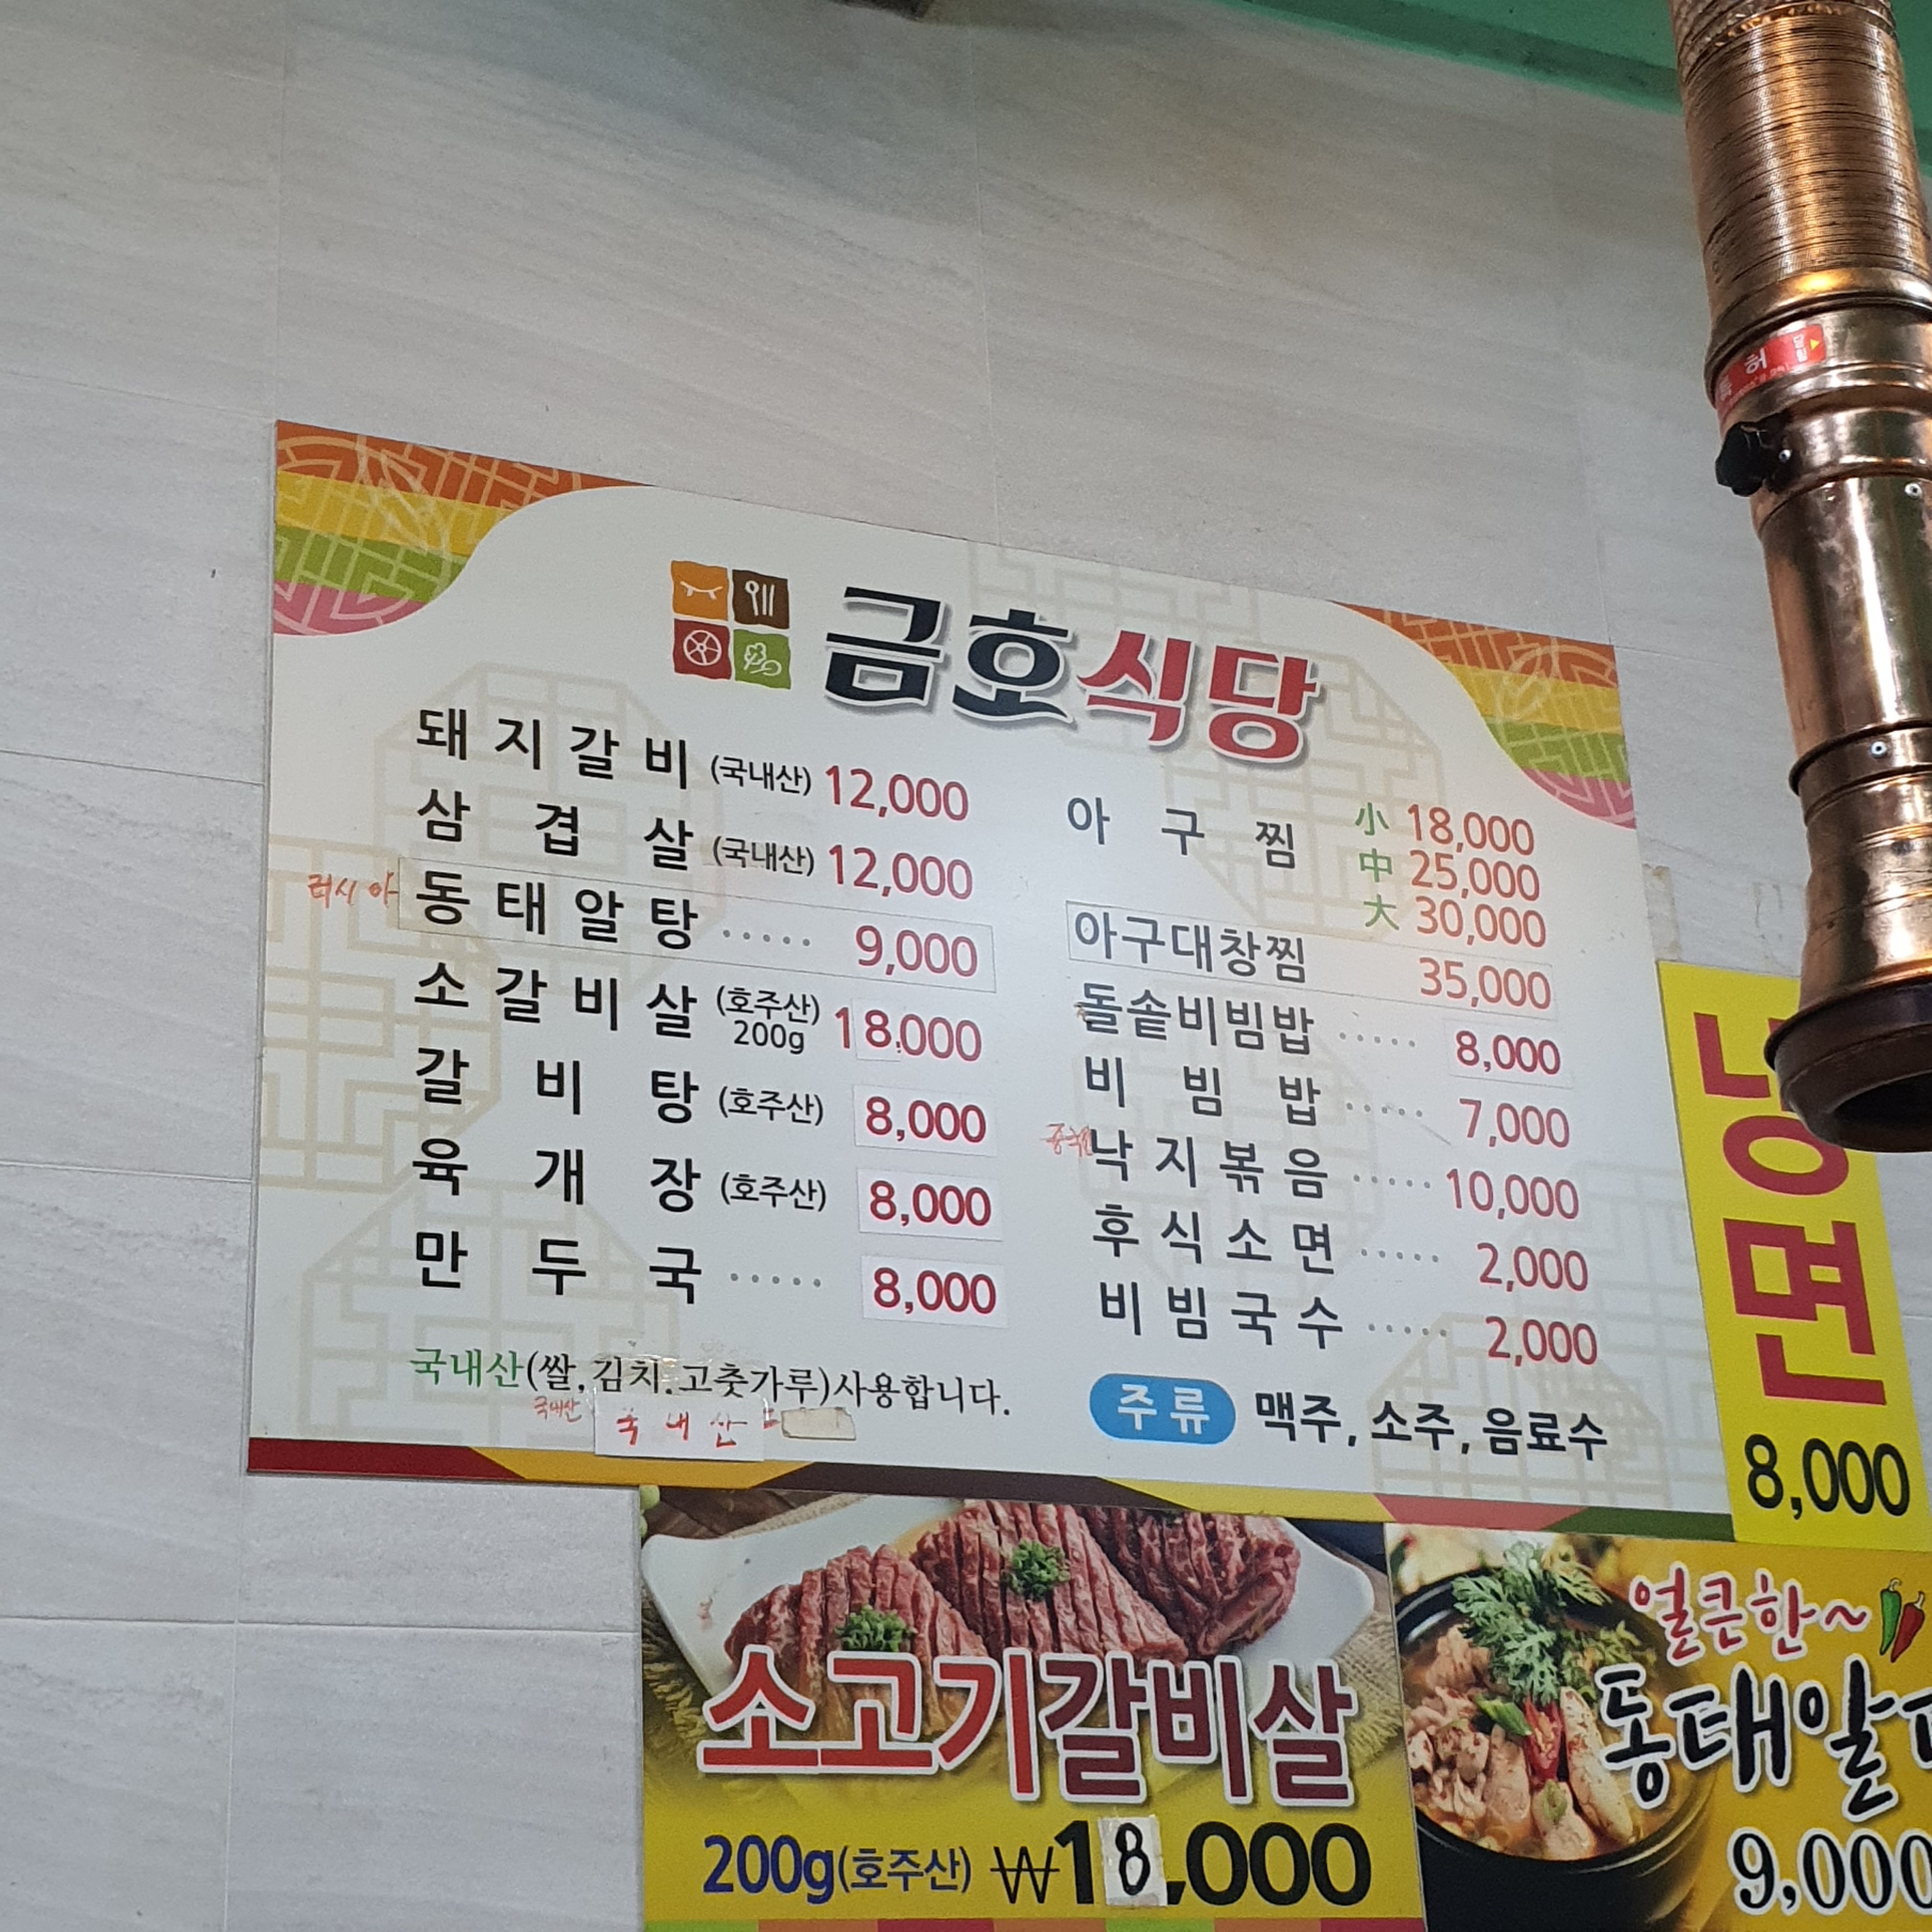 특허
금호식당
돼지갈비 (국내산) 12,000
삼겹살 (국내산) 12,000
러시아 동태알탕 ····· 9,000
소갈비살 (호주산) 200g 18,000
갈비탕 (호주산) 8,000
육개장 (호주산) 8,000
만두국 ····· 8,000
국내산(쌀,김치.고춧가루)사용합니다.
국내산
국내산
아구찜 小 18,000
中 25,000
大 30,000
아구대창찜 35,000
돌솥비빔밥 ····· 8,000
비빔밥 ····· 7,000
낙지볶음 ····· 10,000
후식소면 ····· 2,000
비빔국수 ····· 2,000
주류 맥주, 소주, 음료수
냉면
8,000
소고기갈비살
200g(호주산) ₩18,000
얼큰한~
동태알
9,000